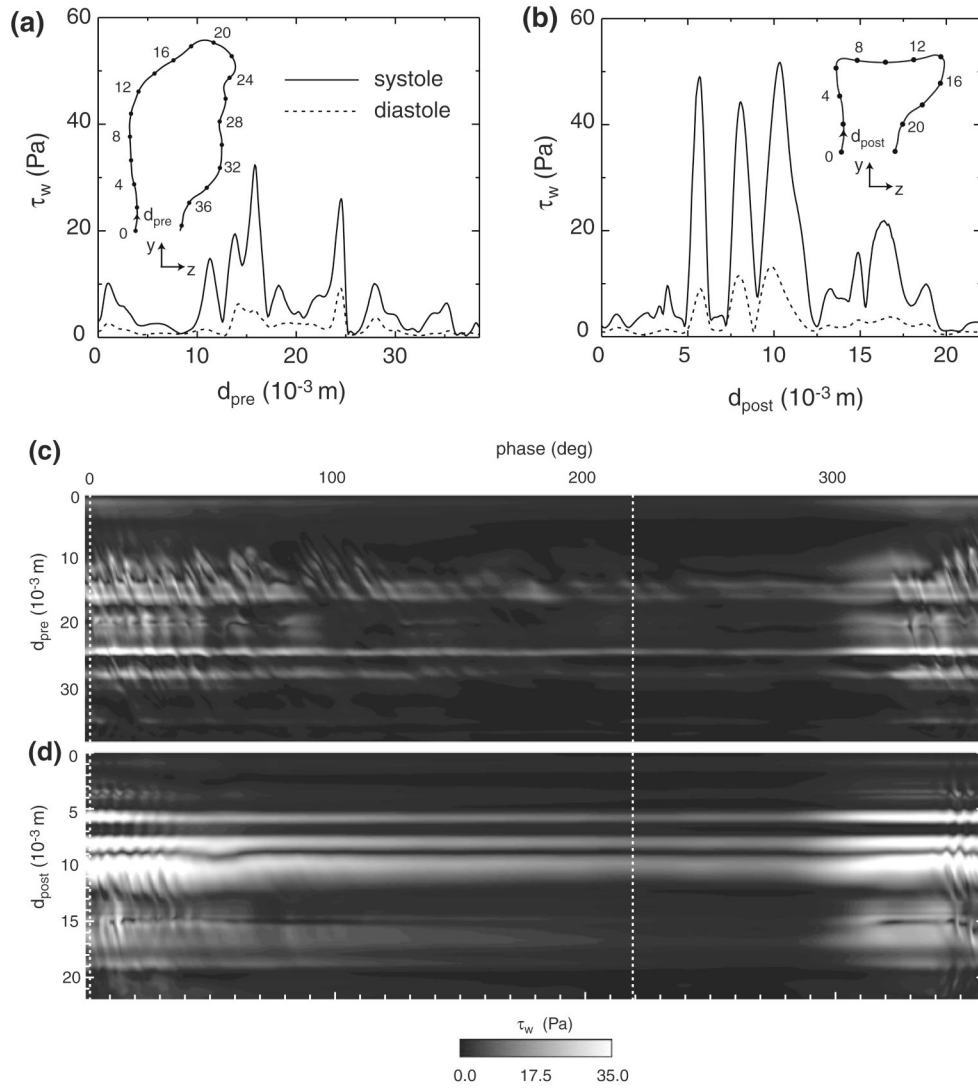 (a)
60
40
20
0
τw (Pa)
0 10 20 30
dpre (10-3 m)
20
16
24
12
8
28
4
32
36
0
dpre
y
z
systole
diastole
(b)
60
40
20
0
τw (Pa)
0 5 10 15 20
dpost (10-3 m)
8 12
4
16
20
0
dpost
y
z
(c)
phase (deg)
0 100 200 300
0
10
20
30
dpre (10-3 m)
(d)
0
5
10
15
20
dpost (10-3 m)
τw (Pa)
0.0 17.5 35.0